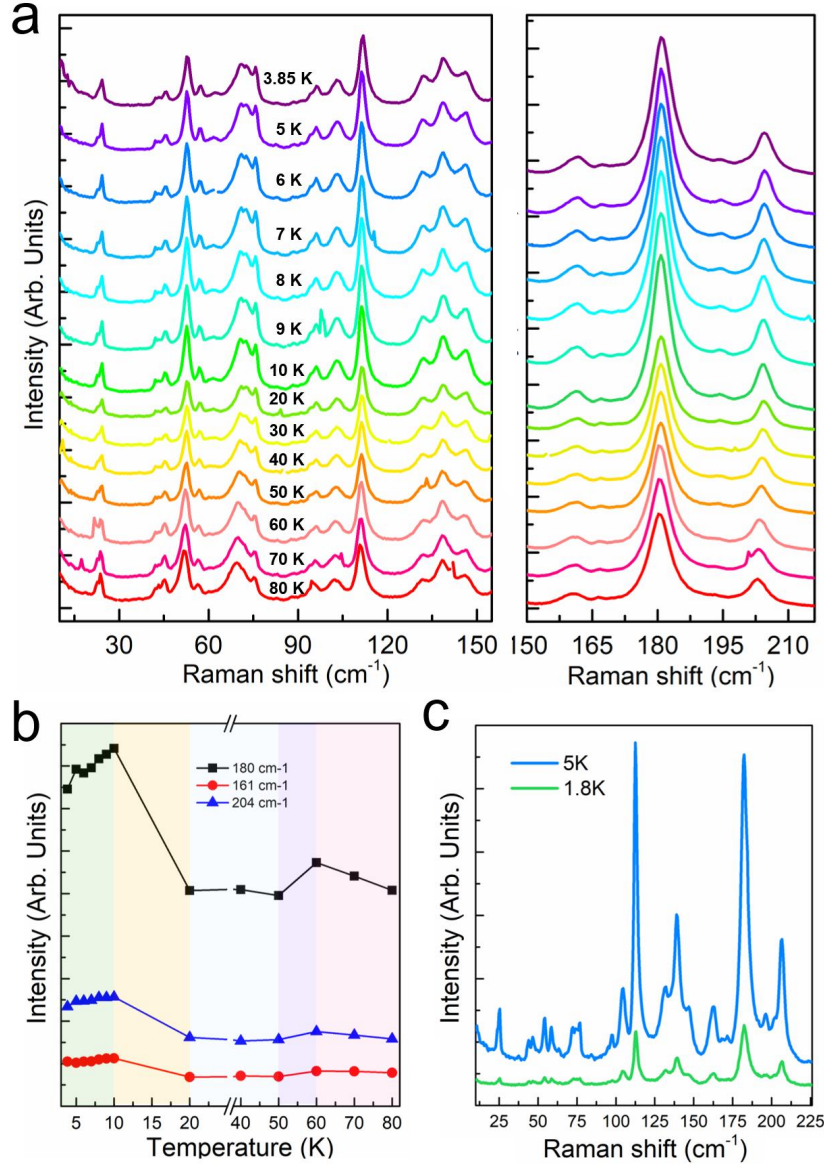 a
3.85 K
5 K
6 K
7 K
8 K
9 K
10 K
20 K
30 K
40 K
50 K
60 K
70 K
80 K
Intensity (Arb. Units)
30 60 90 120 150 150 165 180 195 210
Raman shift (cm-1) Raman shift (cm-1)
b c
180 cm-1
161 cm-1
204 cm-1
5K
1.8K
Intensity (Arb. Units) Intensity (Arb. Units)
5 10 15 20 40 50 60 70 80 25 50 75 100 125 150 175 200 225
Temperature (K) Raman shift (cm-1)